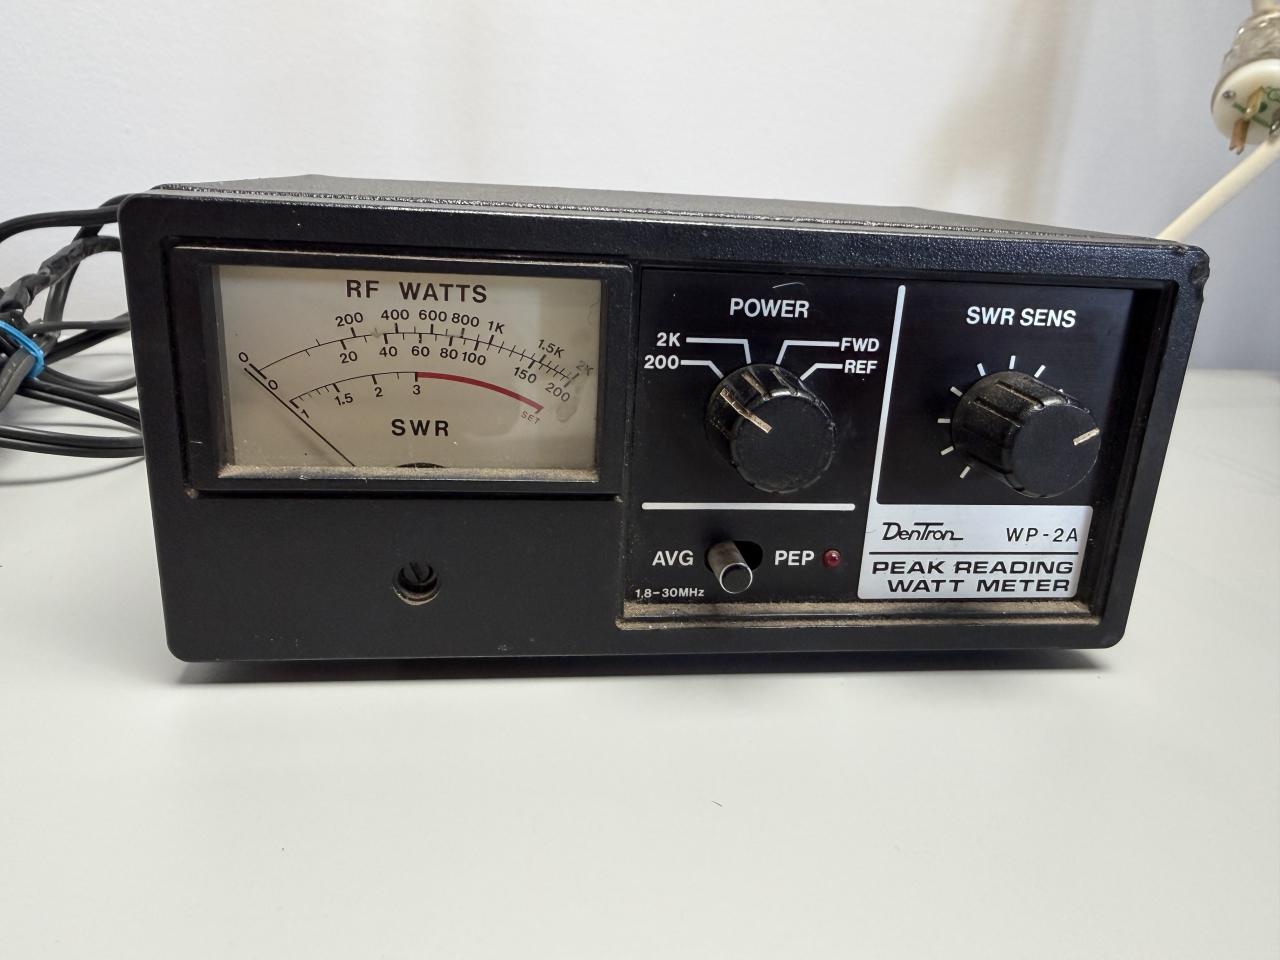 RF WATTS
0 200 400 600 800 1K 1.5K 2K
0 20 40 60 80 100 150 200
1 1.5 2 3 SET
SWR
POWER
2K FWD
200 REF
AVG PEP
1.8-30MHz
SWR SENS
DenTron WP-2A
PEAK READING
WATT METER